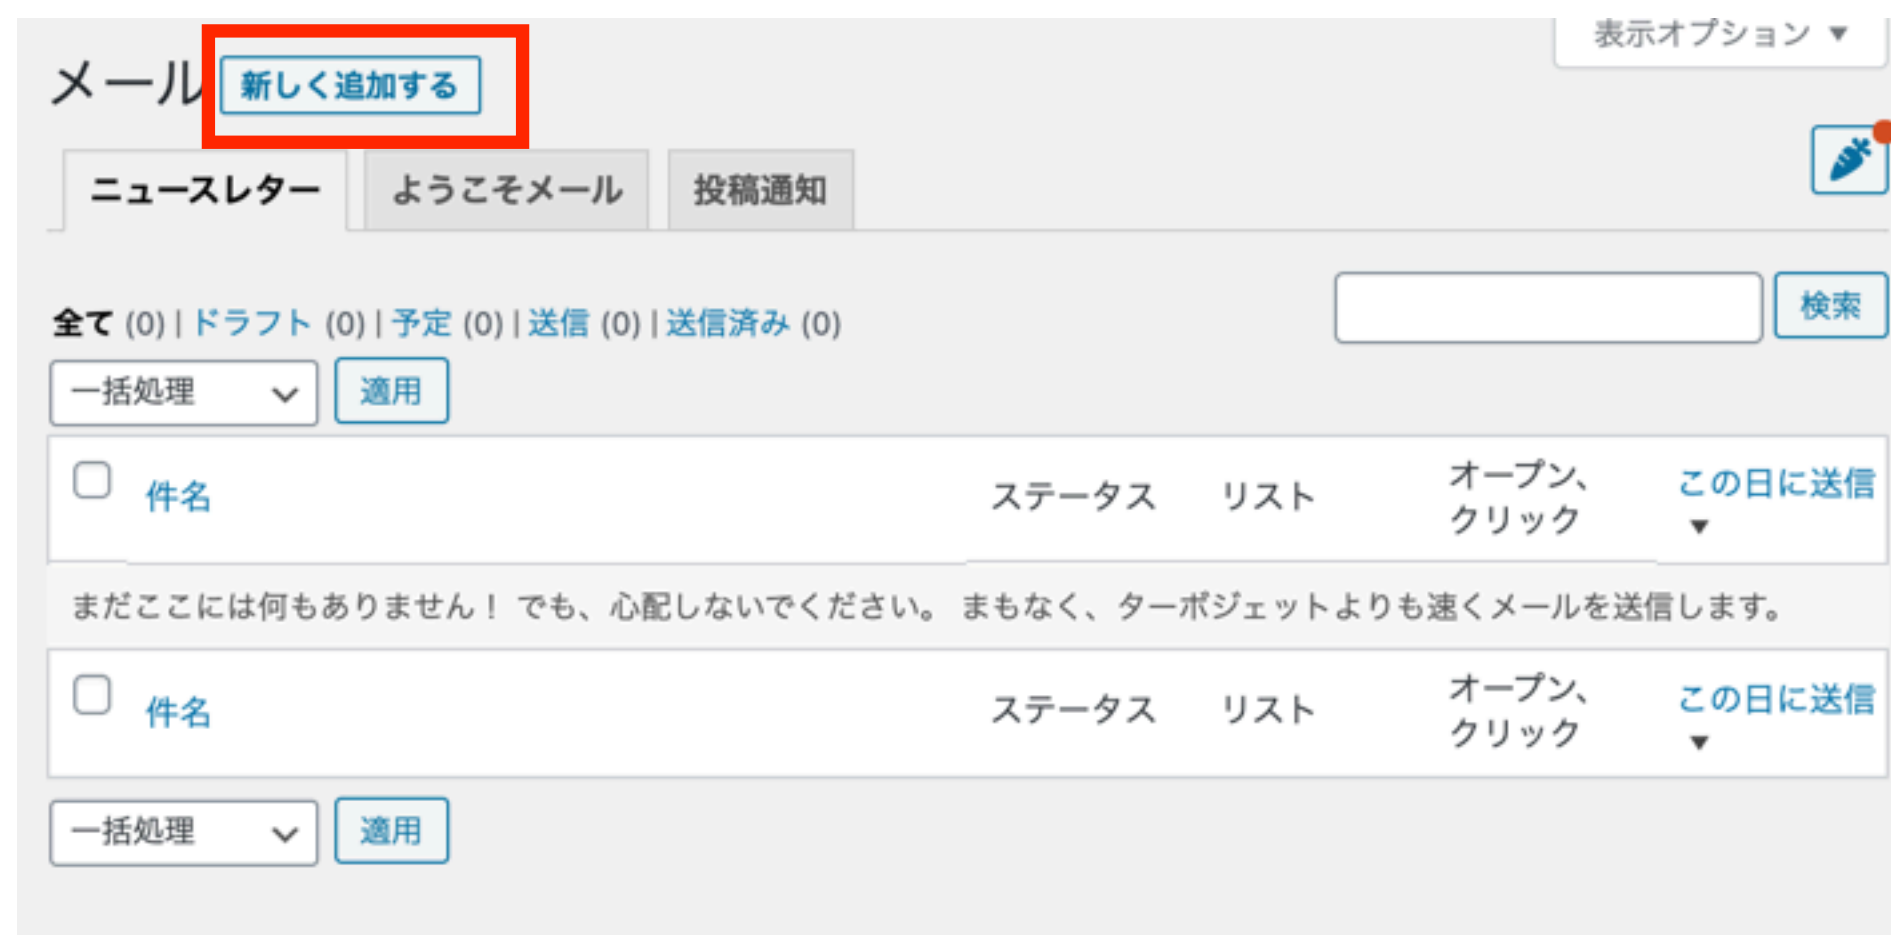 表示オプション ▼
メール 新しく追加する
ニュースレター ようこそメール 投稿通知
全て (0) | ドラフト (0) | 予定 (0) | 送信 (0) | 送信済み (0)
検索
一括処理 適用
件名 ステータス リスト オープン、クリック この日に送信 ▼
まだここには何もありません！ でも、心配しないでください。 まもなく、ターボジェットよりも速くメールを送信します。
件名 ステータス リスト オープン、クリック この日に送信 ▼
一括処理 適用